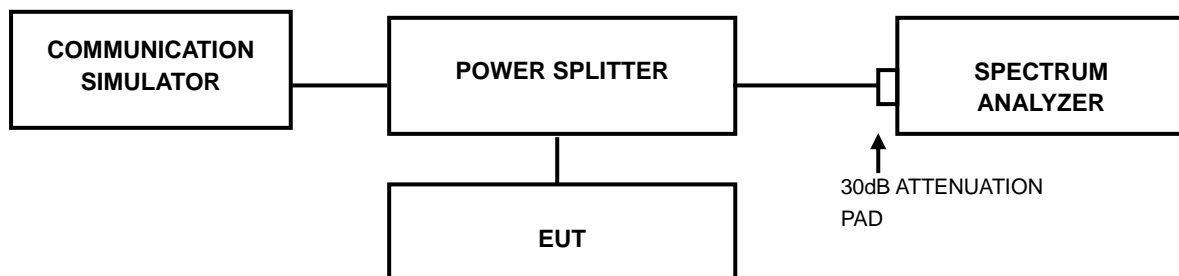 COMMUNICATION
SIMULATOR
POWER SPLITTER
SPECTRUM
ANALYZER
30dB ATTENUATION
PAD
EUT